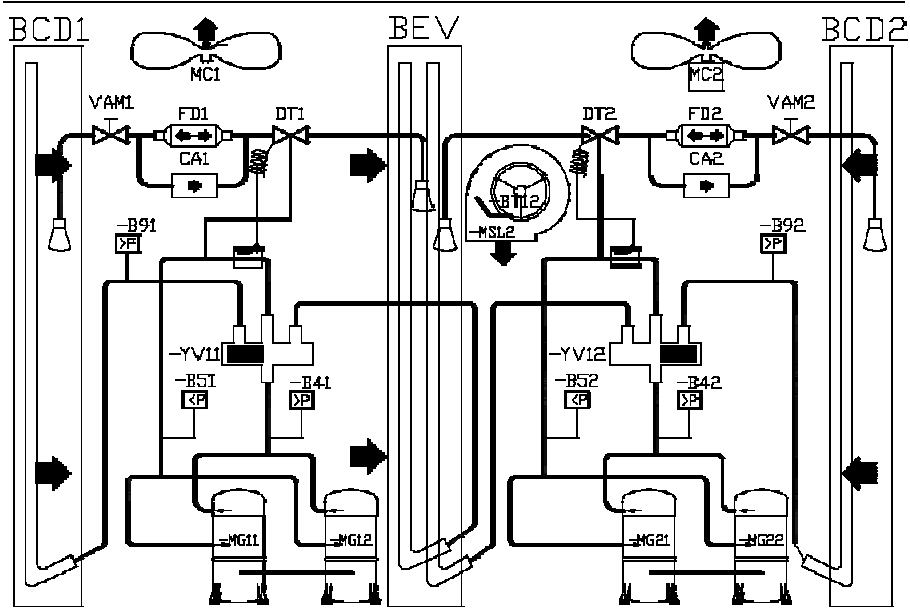 BCD1
BEV
BCD2
MC1
MC2
VAM1
FD1
DT1
DT2
FD2
VAM2
CA1
CA2
-BT12
-MSL2
-B91
>P
-B92
>P
-YV11
-YV12
-B51
<P
-B41
>P
-B52
<P
-B42
>P
-MG11
-MG12
-MG21
-MG22